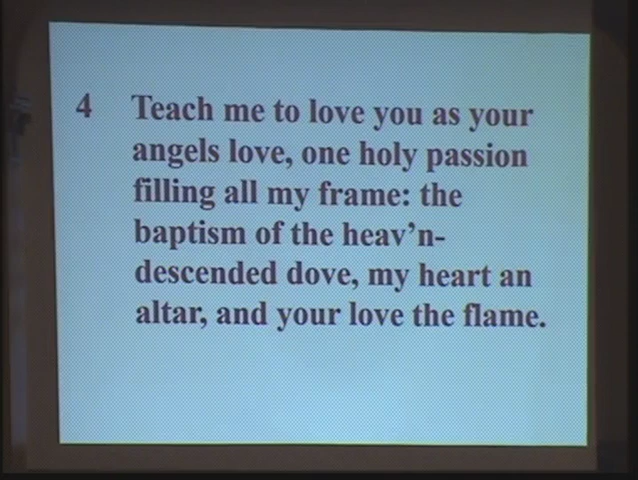 4 Teach me to love you as your
angels love, one holy passion
filling all my frame: the
baptism of the heav’n-
descended dove, my heart an
altar, and your love the flame.